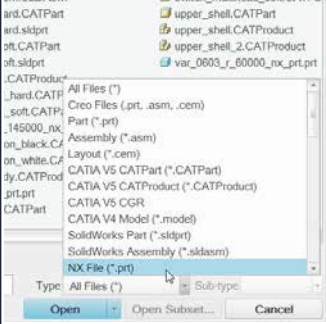 ard.CATPart
upper_shell.CATPart
ard.sldprt
upper_shell.CATProduct
oft.CATPart
upper_shell_2.CATProduct
oft.sldprt
var_0603_r_60000_nx_prt.prt
.CATProduct
_hard.CATP
_soft.CATPa
_145000_nx_
on_black.CA
on_white.CA
dy.CATProd
_prt.prt
CATPart
All Files (*)
Creo Files (.prt, .asm, .cem)
Part (*.prt)
Assembly (*.asm)
Layout (*.cem)
CATIA V5 CATPart (*.CATPart)
CATIA V5 CATProduct (*.CATProduct)
CATIA V5 CGR
CATIA V4 Model (*.model)
SolidWorks Part (*.sldprt)
SolidWorks Assembly (*.sldasm)
NX File (*.prt)
Type All Files (*) Sub-type
Open Open Subset... Cancel